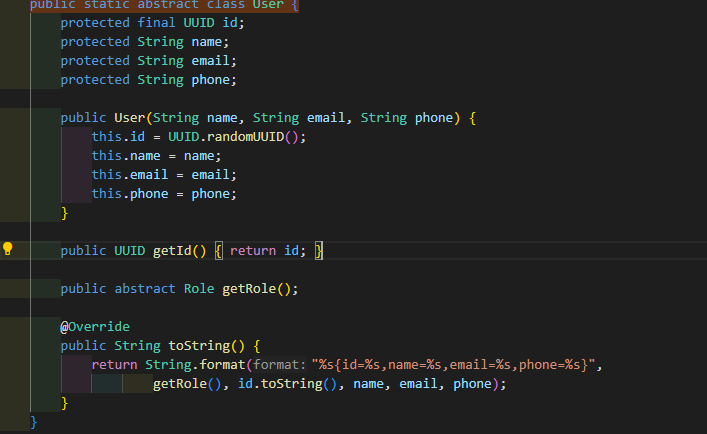 public static abstract class User {
protected final UUID id;
protected String name;
protected String email;
protected String phone;
public User(String name, String email, String phone) {
this.id = UUID.randomUUID();
this.name = name;
this.email = email;
this.phone = phone;
}
public UUID getId() { return id; }
public abstract Role getRole();
@Override
public String toString() {
return String.format(format: "%s{id=%s,name=%s,email=%s,phone=%s}",
getRole(), id.toString(), name, email, phone);
}
}